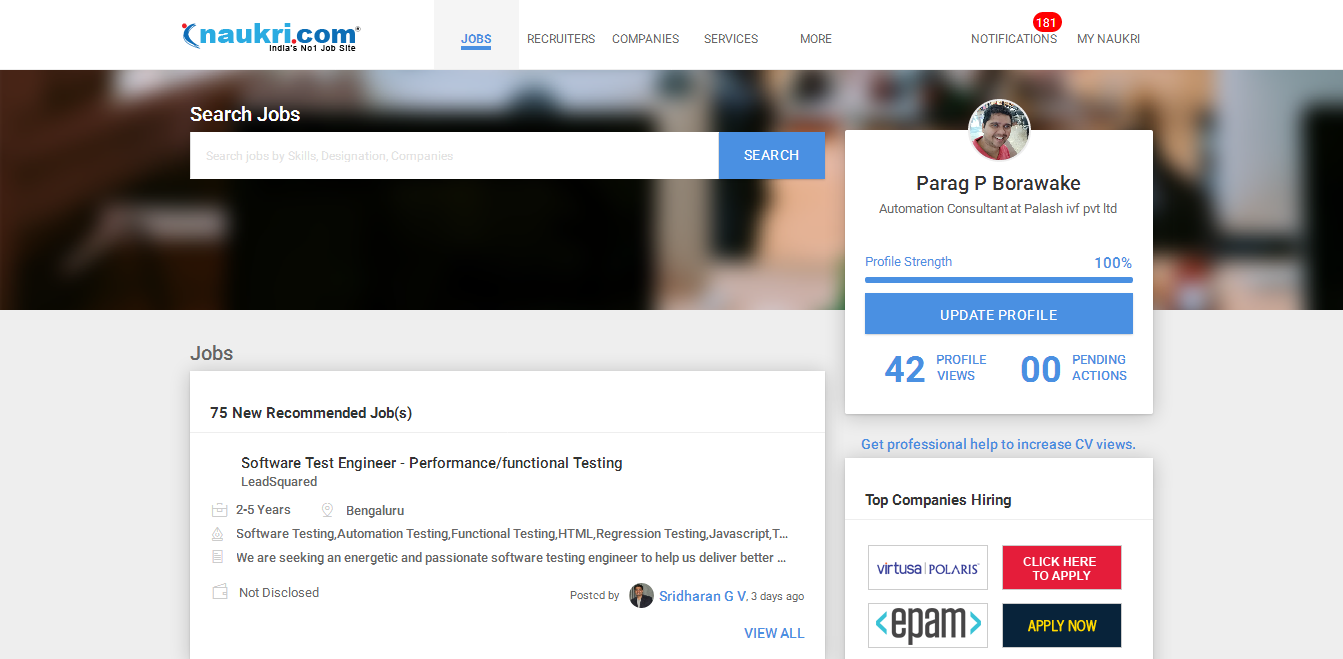 naukri.com
India's No1 Job Site
JOBS
RECRUITERS
COMPANIES
SERVICES
MORE
181
NOTIFICATIONS
MY NAUKRI
Search Jobs
Search jobs by Skills, Designation, Companies
SEARCH
Parag P Borawake
Automation Consultant at Palash ivf pvt ltd
Profile Strength
100%
UPDATE PROFILE
42 PROFILE VIEWS
00 PENDING ACTIONS
Get professional help to increase CV views.
Jobs
75 New Recommended Job(s)
Software Test Engineer - Performance/functional Testing
LeadSquared
2-5 Years
Bengaluru
Software Testing,Automation Testing,Functional Testing,HTML,Regression Testing,Javascript,T...
We are seeking an energetic and passionate software testing engineer to help us deliver better ...
Not Disclosed
Posted by Sridharan G V, 3 days ago
VIEW ALL
Top Companies Hiring
virtusa | POLARIS
CLICK HERE
TO APPLY
<epam>
APPLY NOW